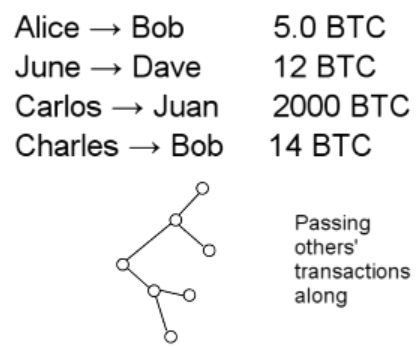 Alice → Bob 5.0 BTC
June → Dave 12 BTC
Carlos → Juan 2000 BTC
Charles → Bob 14 BTC
Passing
others'
transactions
along